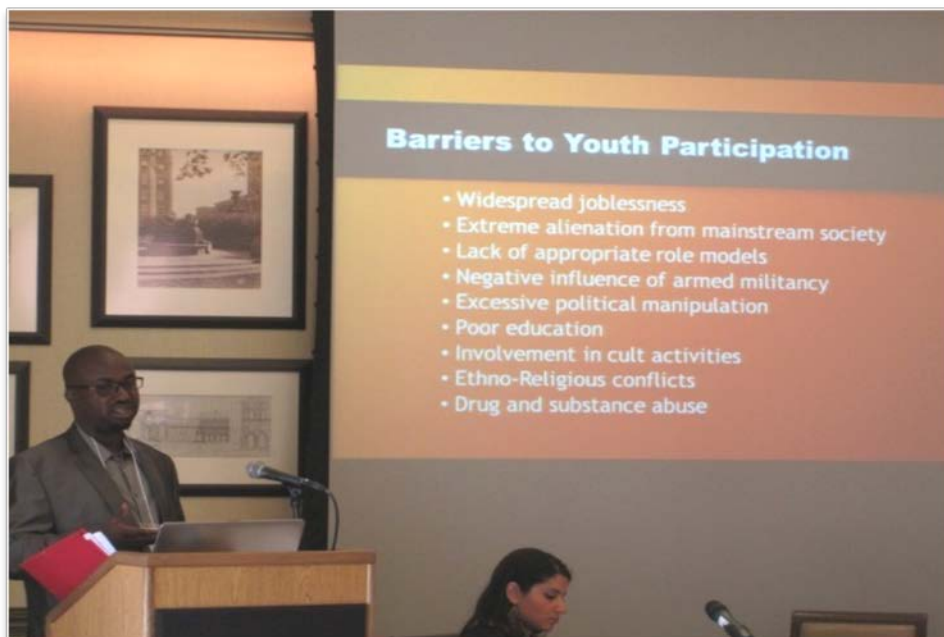 Barriers to Youth Participation
• Widespread joblessness
• Extreme alienation from mainstream society
• Lack of appropriate role models
• Negative influence of armed militancy
• Excessive political manipulation
• Poor education
• Involvement in cult activities
• Ethno-Religious conflicts
• Drug and substance abuse